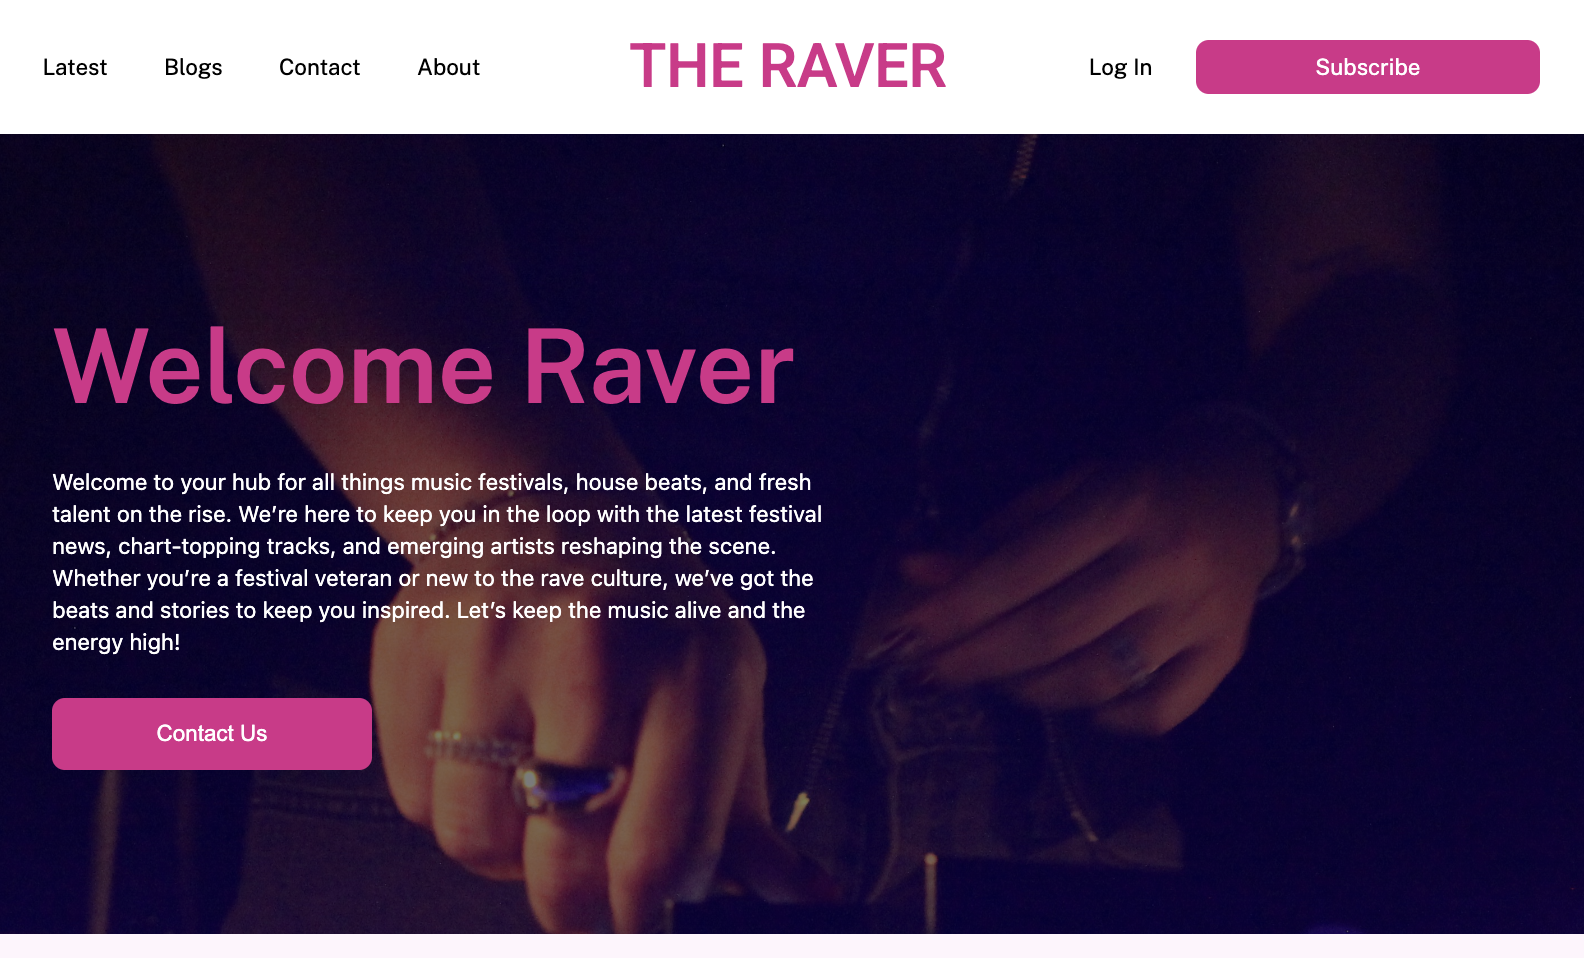 Latest Blogs Contact About THE RAVER Log In Subscribe
Welcome Raver
Welcome to your hub for all things music festivals, house beats, and fresh
talent on the rise. We’re here to keep you in the loop with the latest festival
news, chart-topping tracks, and emerging artists reshaping the scene.
Whether you’re a festival veteran or new to the rave culture, we’ve got the
beats and stories to keep you inspired. Let’s keep the music alive and the
energy high!
Contact Us